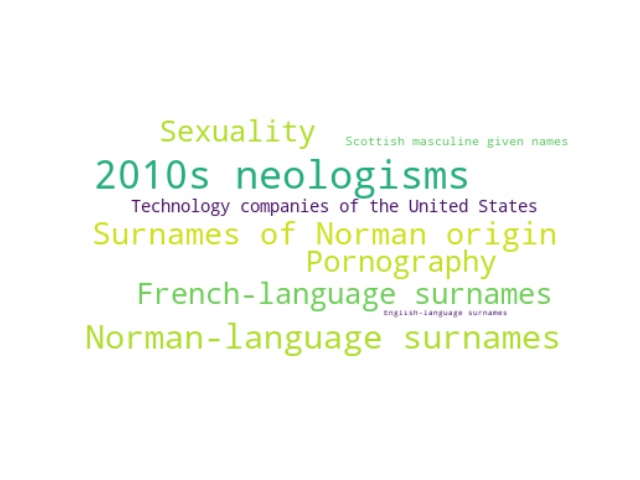 Sexuality
Scottish masculine given names
2010s neologisms
Technology companies of the United States
Surnames of Norman origin
Pornography
French-language surnames
English-language surnames
Norman-language surnames